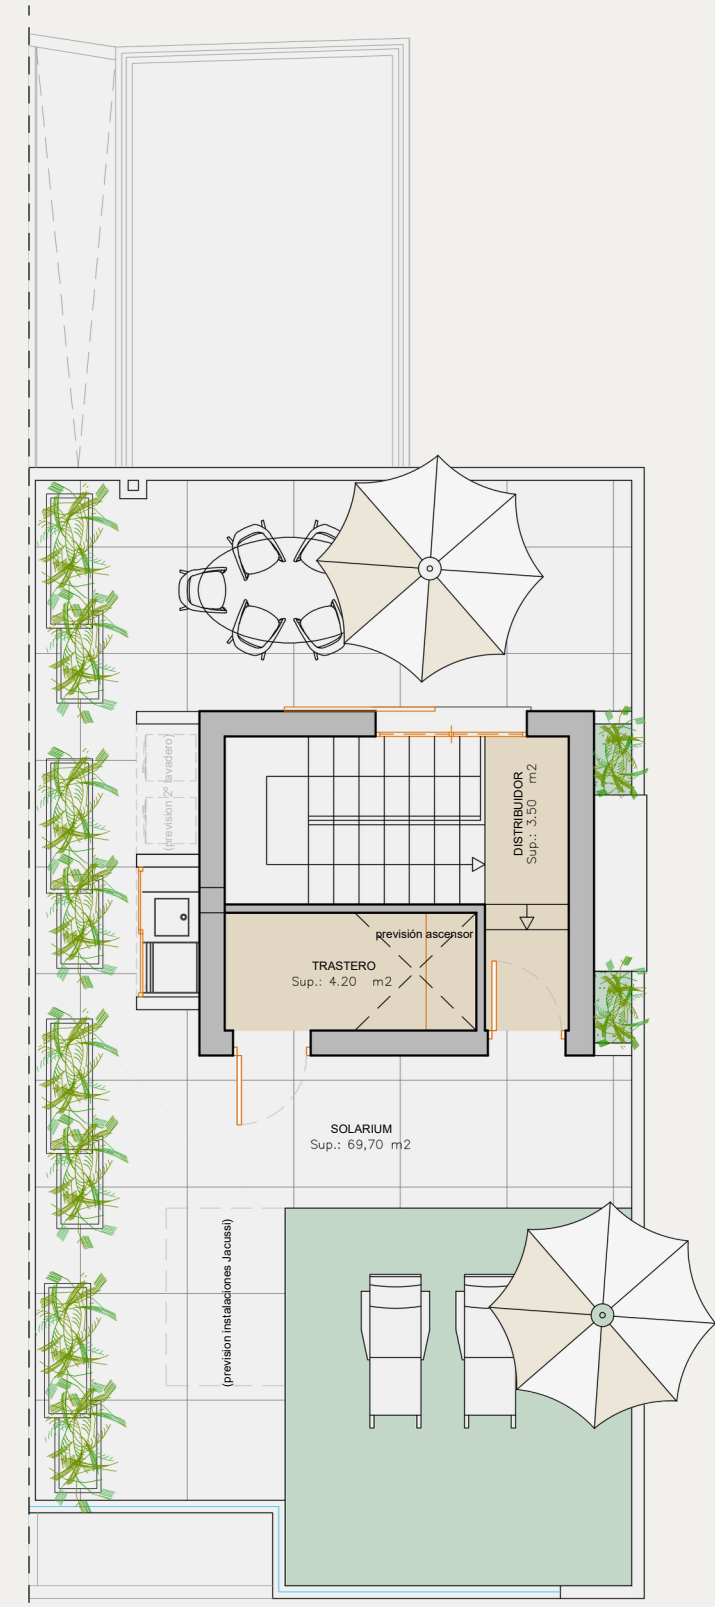 (prevision 2º lavadero)
DISTRIBUIDOR
Sup.: 3.50 m2
previsión ascensor
TRASTERO
Sup.: 4.20 m2
SOLARIUM
Sup.: 69,70 m2
(prevision instalaciones Jacussi)